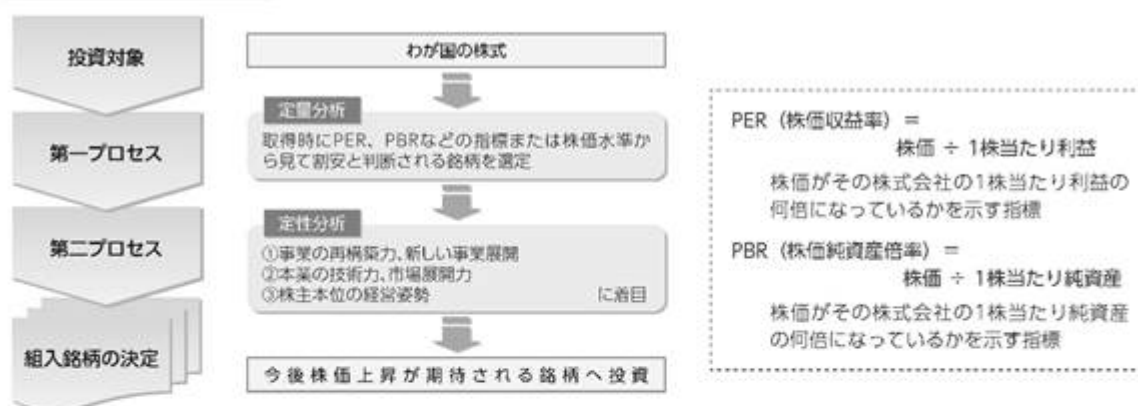 投資対象
わが国の株式
第一プロセス
定量分析
取得時にPER、PBRなどの指標または株価水準か
ら見て割安と判断される銘柄を選定
第二プロセス
定性分析
①事業の再構築力、新しい事業展開
②本業の技術力、市場展開力
③株主本位の経営姿勢 に着目
組入銘柄の決定
今後株価上昇が期待される銘柄へ投資
PER（株価収益率）＝
株価 ÷ 1株当たり利益
株価がその株式会社の1株当たり利益の
何倍になっているかを示す指標
PBR（株価純資産倍率）＝
株価 ÷ 1株当たり純資産
株価がその株式会社の1株当たり純資産
の何倍になっているかを示す指標